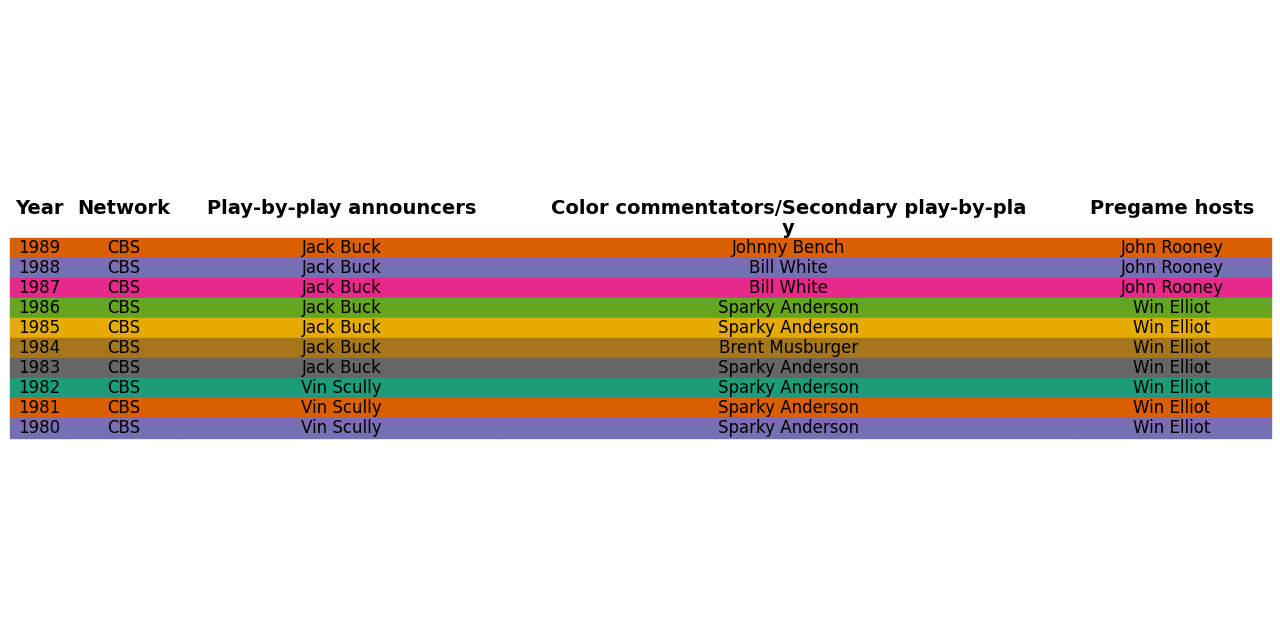 Year Network Play-by-play announcers Color commentators/Secondary play-by-pla Pregame hosts
y
1989 CBS Jack Buck Johnny Bench John Rooney
1988 CBS Jack Buck Bill White John Rooney
1987 CBS Jack Buck Bill White John Rooney
1986 CBS Jack Buck Sparky Anderson Win Elliot
1985 CBS Jack Buck Sparky Anderson Win Elliot
1984 CBS Jack Buck Brent Musburger Win Elliot
1983 CBS Jack Buck Sparky Anderson Win Elliot
1982 CBS Vin Scully Sparky Anderson Win Elliot
1981 CBS Vin Scully Sparky Anderson Win Elliot
1980 CBS Vin Scully Sparky Anderson Win Elliot